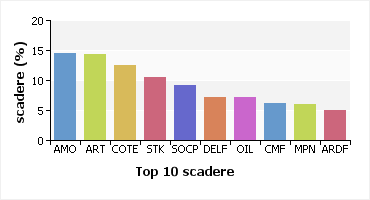 20
15
10
5
0
scadere (%)
AMO ART COTE STK SOCP DELF OIL CMF MPN ARDF
Top 10 scadere